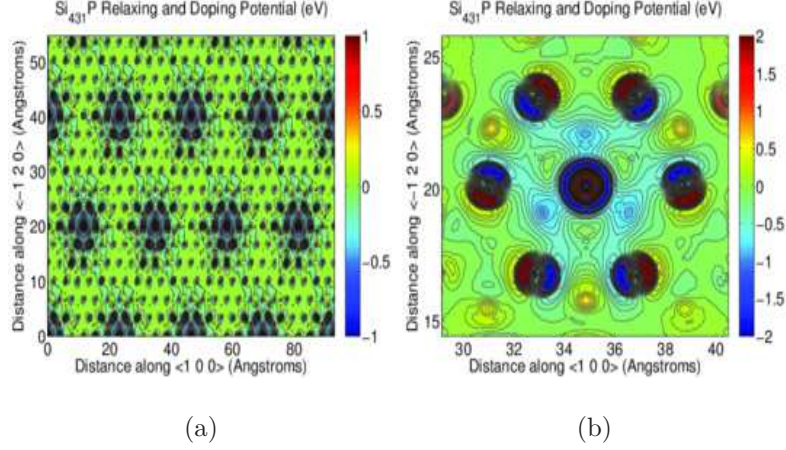 Si431P Relaxing and Doping Potential (eV)
Distance along <−1 2 0> (Angstroms)
50
40
30
20
10
0
0 20 40 60 80
Distance along <1 0 0> (Angstroms)
1
0.5
0
−0.5
−1
(a)
Si431P Relaxing and Doping Potential (eV)
Distance along <−1 2 0> (Angstroms)
25
20
15
30 32 34 36 38 40
Distance along <1 0 0> (Angstroms)
2
1.5
1
0.5
0
−0.5
−1
−1.5
−2
(b)